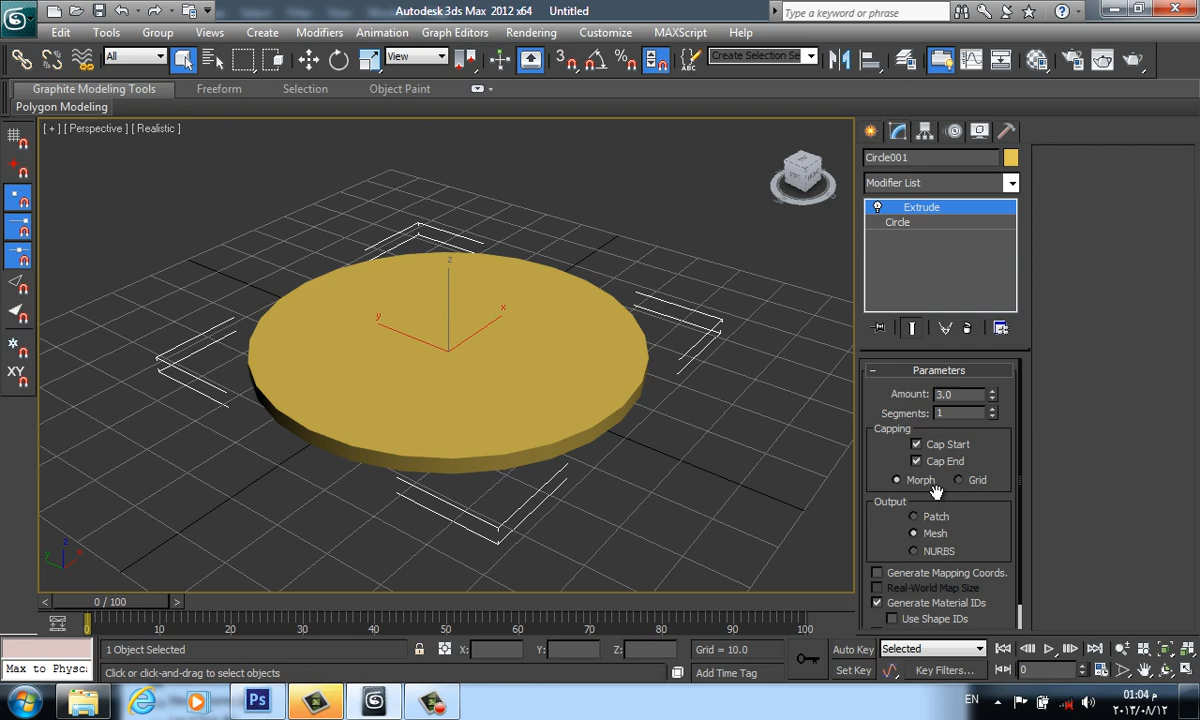 Autodesk 3ds Max 2012 x64 Untitled
Type a keyword or phrase
Edit Tools Group Views Create Modifiers Animation Graph Editors Rendering Customize MAXScript Help
All
View
Create Selection Se
Graphite Modeling Tools Freeform Selection Object Paint
Polygon Modeling
[ + ] [ Perspective ] [ Realistic ]
Circle001
Modifier List
Extrude
Circle
z
x
y
XY
Parameters
Amount: 3.0
Segments: 1
Capping
Cap Start
Cap End
Morph Grid
Output
Patch
Mesh
NURBS
Generate Mapping Coords.
Real-World Map Size
Generate Material IDs
Use Shape IDs
z
y x
< 0 / 100 >
0 10 20 30 40 50 60 70 80 90 100
1 Object Selected X: Y: Z: Grid = 10.0 Auto Key Selected
Max to Physc:
Click or click-and-drag to select objects Add Time Tag Set Key Key Filters... 0
Ps
EN
01:04 م
٢٠١٣/٠٨/١٢